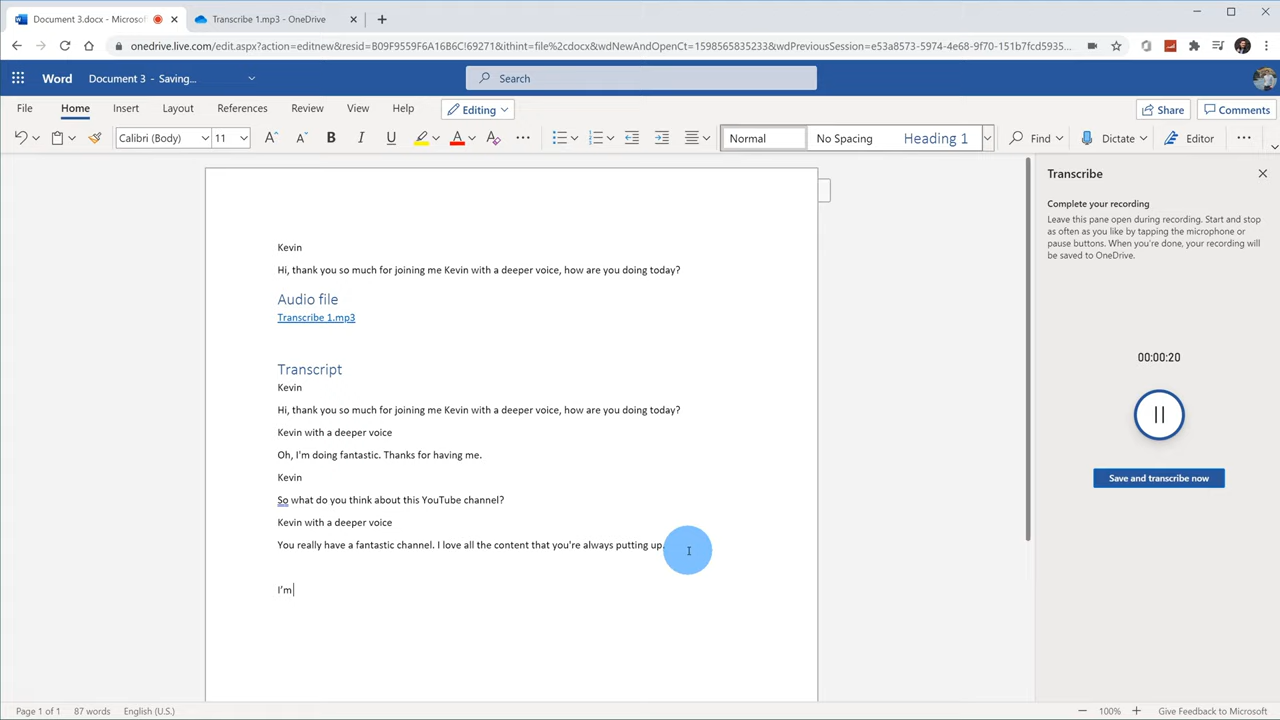 Document 3.docx - Microsof
Transcribe 1.mp3 - OneDrive
onedrive.live.com/edit.aspx?action=editnew&resid=B09F9559F6A16B6C!69271&ithint=file%2cdocx&wdNewAndOpenCt=1598565835233&wdPreviousSession=e53a8573-5974-4e68-9f70-151b7fcd5935...
Word Document 3 - Saving... Search
File Home Insert Layout References Review View Help Editing Share Comments
Calibri (Body) 11 B I U A Normal No Spacing Heading 1 Find Dictate Editor
Kevin
Hi, thank you so much for joining me Kevin with a deeper voice, how are you doing today?
Audio file
Transcribe 1.mp3
Transcript
Kevin
Hi, thank you so much for joining me Kevin with a deeper voice, how are you doing today?
Kevin with a deeper voice
Oh, I'm doing fantastic. Thanks for having me.
Kevin
So what do you think about this YouTube channel?
Kevin with a deeper voice
You really have a fantastic channel. I love all the content that you're always putting up.
I'm
Transcribe
Complete your recording
Leave this pane open during recording. Start and stop
as often as you like by tapping the microphone or
pause buttons. When you're done, your recording will
be saved to OneDrive.
00:00:20
Save and transcribe now
Page 1 of 1 87 words English (U.S.) 100% Give Feedback to Microsoft